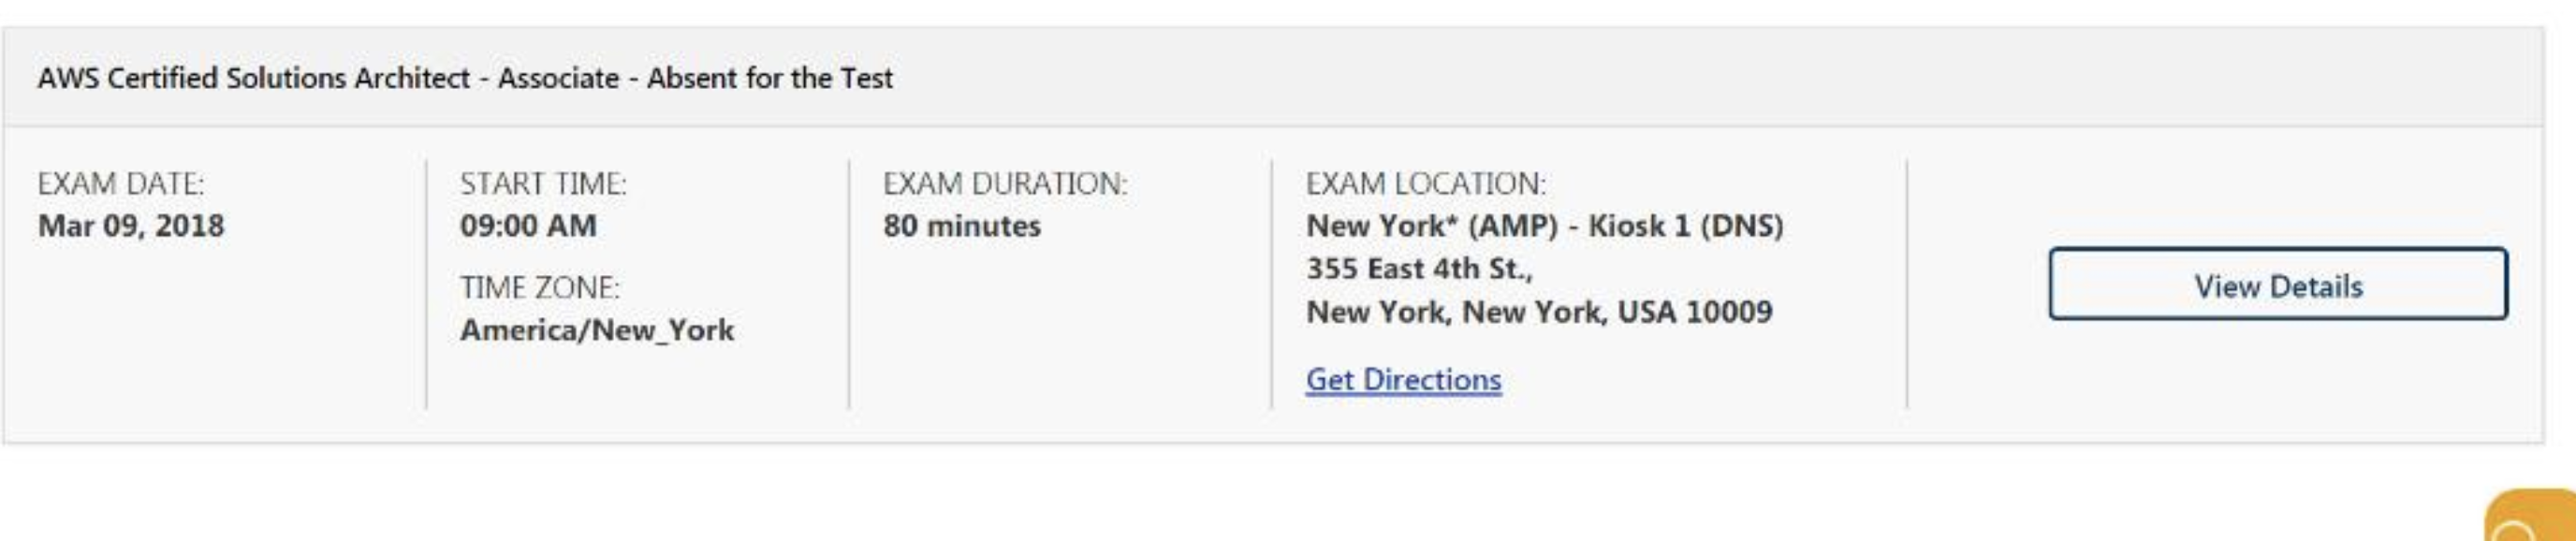 AWS Certified Solutions Architect - Associate - Absent for the Test
EXAM DATE:
Mar 09, 2018
START TIME:
09:00 AM
TIME ZONE:
America/New_York
EXAM DURATION:
80 minutes
EXAM LOCATION:
New York* (AMP) - Kiosk 1 (DNS)
355 East 4th St.,
New York, New York, USA 10009
Get Directions
View Details